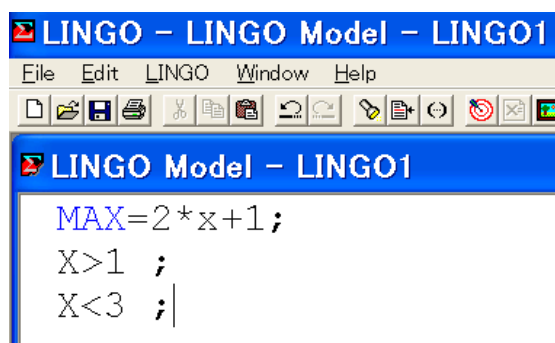 LINGO - LINGO Model - LINGO1
File Edit LINGO Window Help
LINGO Model - LINGO1
MAX=2*x+1;
X>1 ;
X<3 ;